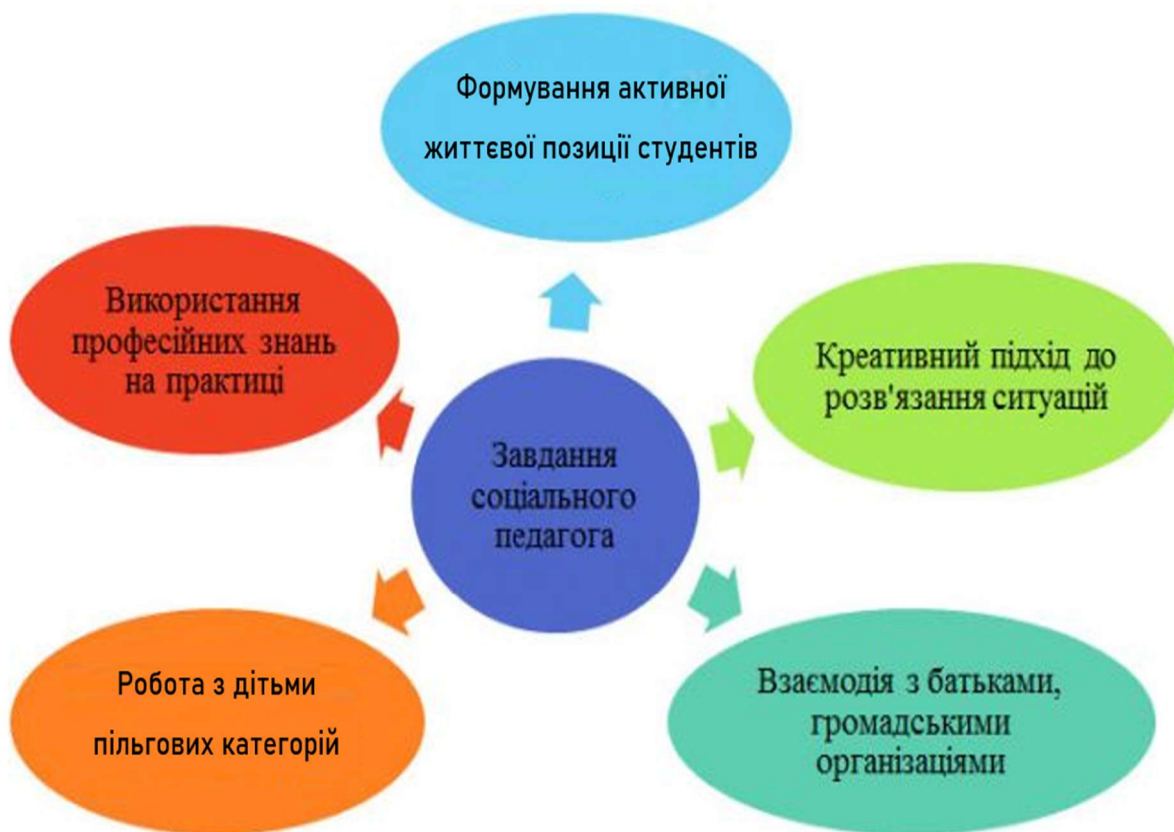 Формування активної
життєвої позиції студентів
Використання
професійних знань
на практиці
Креативний підхід до
розв'язання ситуацій
Завдання
соціального
педагога
Робота з дітьми
пільгових категорій
Взаємодія з батьками,
громадськими
організаціями